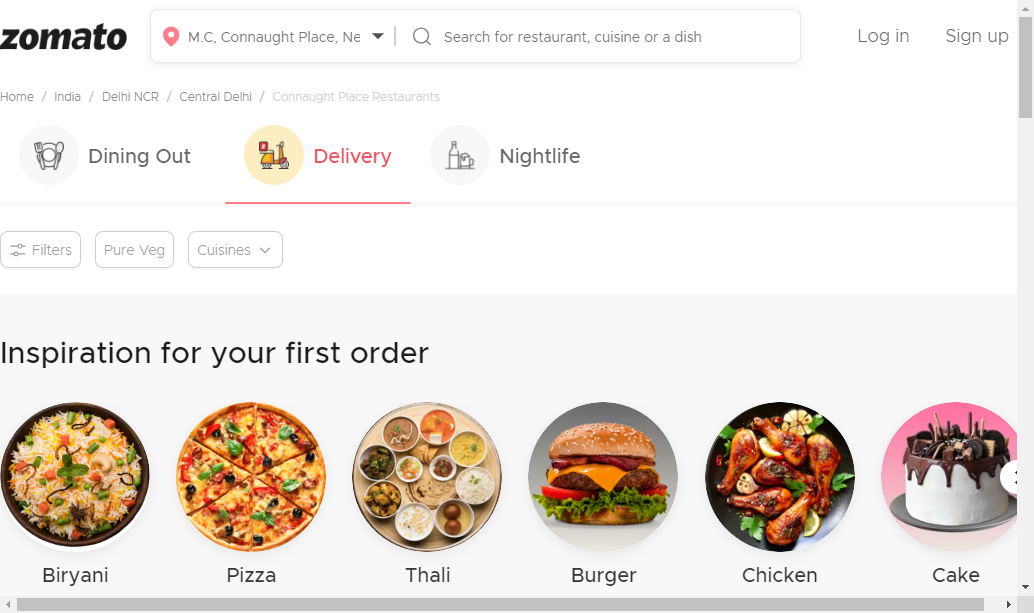 zomato
M.C, Connaught Place, Ne
Search for restaurant, cuisine or a dish
Log in
Sign up
Home / India / Delhi NCR / Central Delhi / Connaught Place Restaurants
Dining Out
Delivery
Nightlife
Filters
Pure Veg
Cuisines
Inspiration for your first order
Biryani
Pizza
Thali
Burger
Chicken
Cake